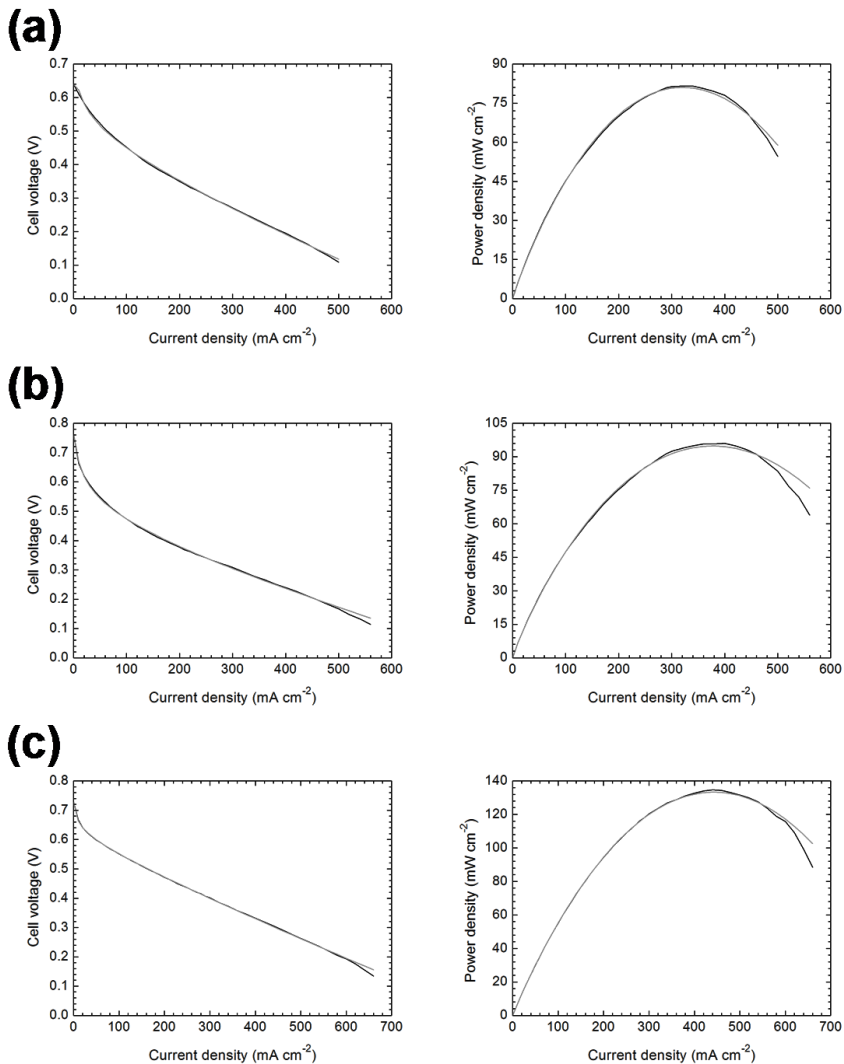 (a)
0.7
0.6
0.5
0.4
0.3
0.2
0.1
0.0
Cell voltage (V)
0 100 200 300 400 500 600
Current density (mA cm-2)
90
75
60
45
30
15
0
Power density (mW cm-2)
0 100 200 300 400 500 600
Current density (mA cm-2)
(b)
0.8
0.7
0.6
0.5
0.4
0.3
0.2
0.1
0.0
Cell voltage (V)
0 100 200 300 400 500 600
Current density (mA cm-2)
105
90
75
60
45
30
15
0
Power density (mW cm-2)
0 100 200 300 400 500 600
Current density (mA cm-2)
(c)
0.8
0.7
0.6
0.5
0.4
0.3
0.2
0.1
0.0
Cell voltage (V)
0 100 200 300 400 500 600 700
Current density (mA cm-2)
140
120
100
80
60
40
20
0
Power density (mW cm-2)
0 100 200 300 400 500 600 700
Current density (mA cm-2)